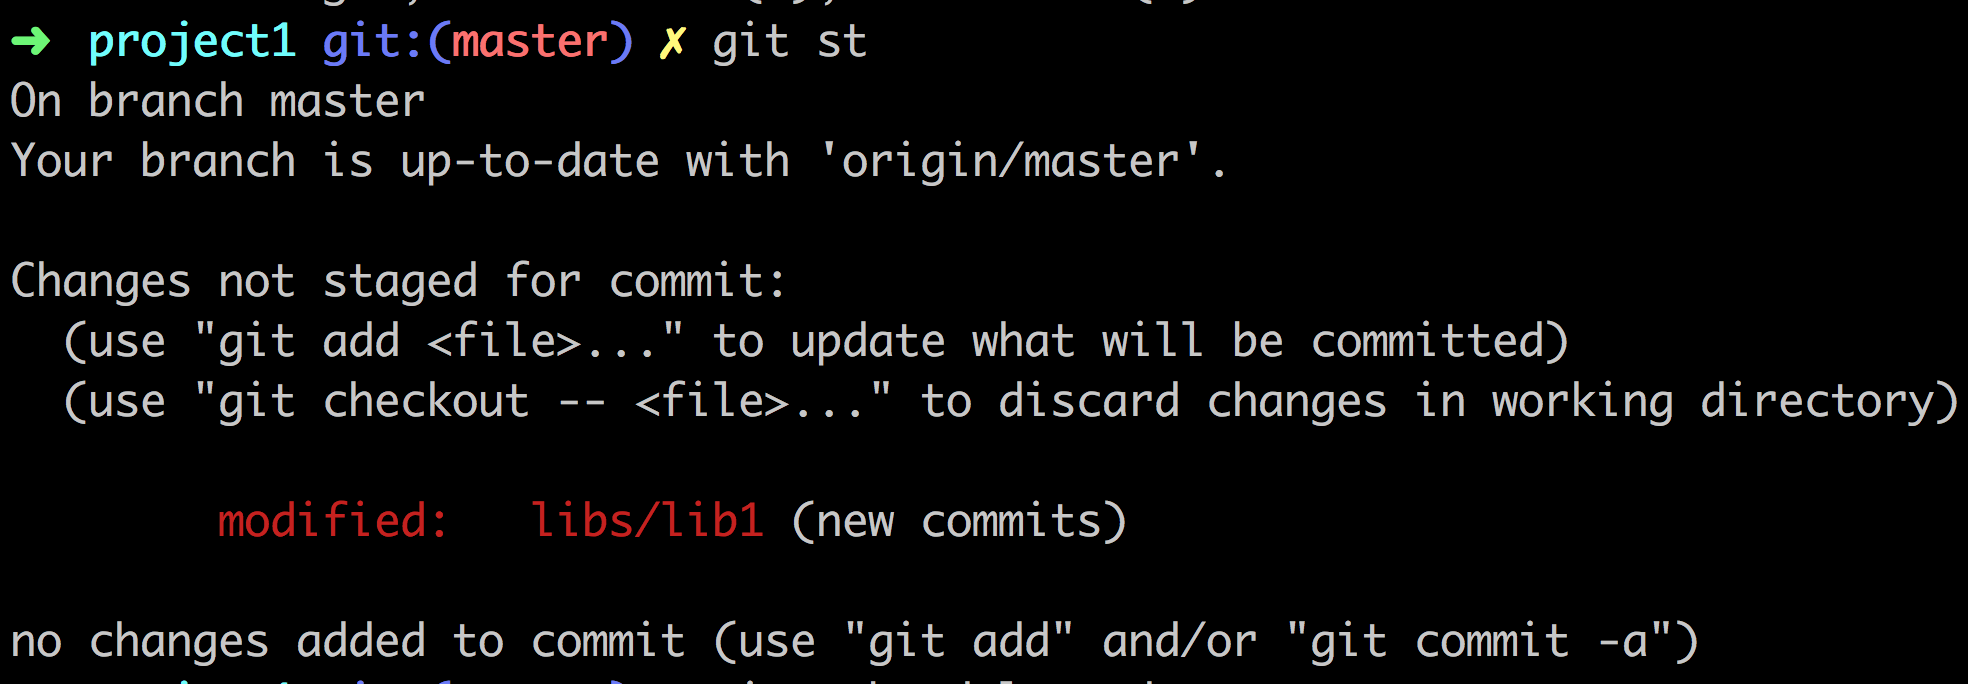 ➜ project1 git:(master) ✗ git st
On branch master
Your branch is up-to-date with 'origin/master'.
Changes not staged for commit:
(use "git add <file>..." to update what will be committed)
(use "git checkout -- <file>..." to discard changes in working directory)
modified: libs/lib1 (new commits)
no changes added to commit (use "git add" and/or "git commit -a")